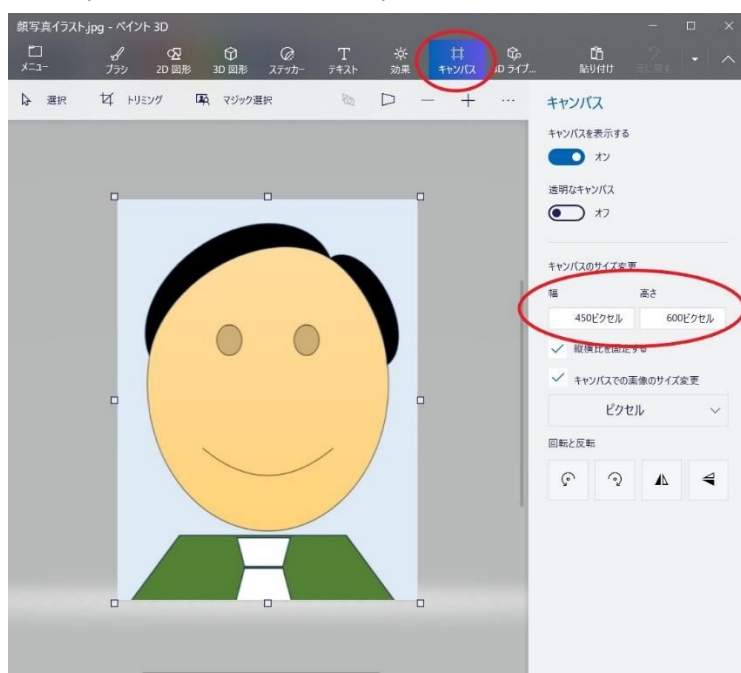 顔写真イラスト.jpg - ペイント 3D
メニュー ブラシ 2D 図形 3D 図形 ステッカー テキスト 効果 キャンバス 3D ライブ... 貼り付け 元に戻す
選択 トリミング マジック選択
キャンバス
キャンバスを表示する
オン
透明なキャンバス
オフ
キャンバスのサイズ変更
幅 高さ
450ピクセル 600ピクセル
縦横比を固定する
キャンバスでの画像のサイズ変更
ピクセル
回転と反転